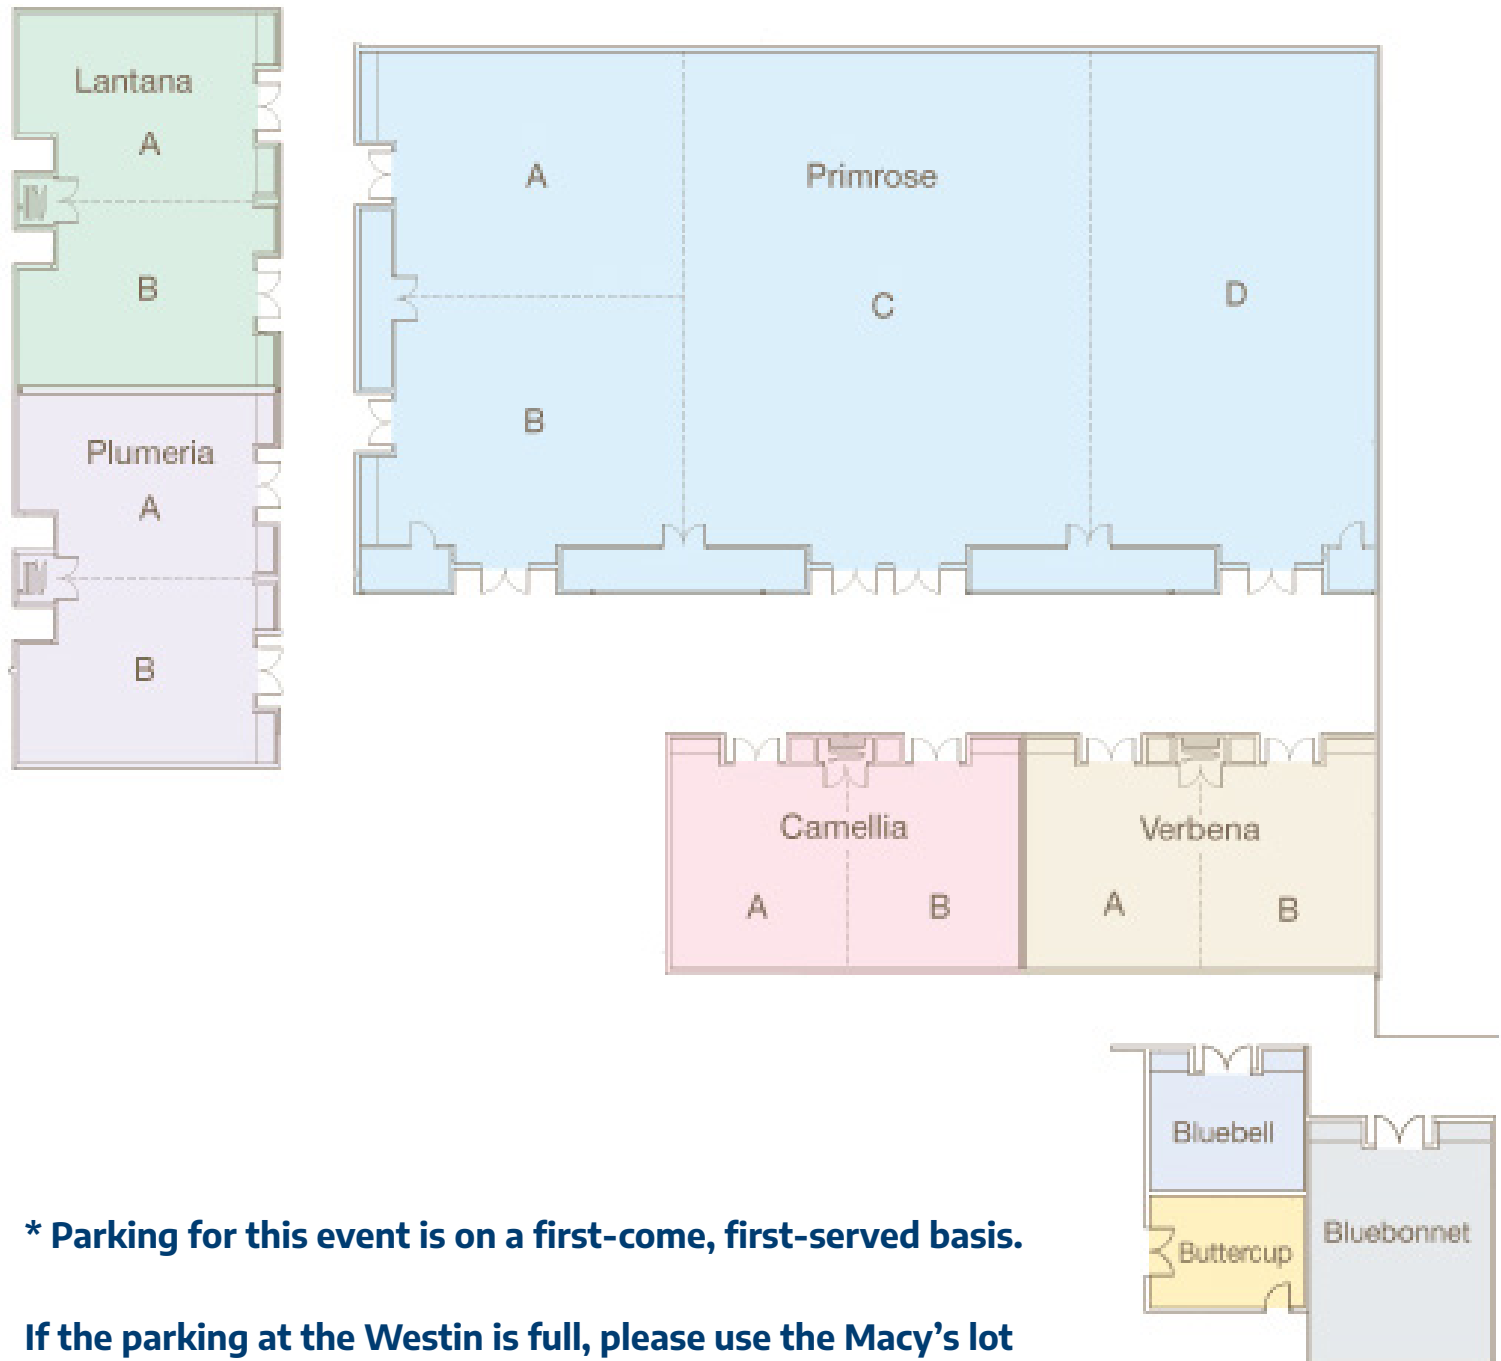 Lantana
A
B
Plumeria
A
B
A
Primrose
C
D
B
Camellia
A
B
Verbena
A
B
Bluebell
Buttercup
Bluebonnet
* Parking for this event is on a first-come, first-served basis.
If the parking at the Westin is full, please use the Macy’s lot